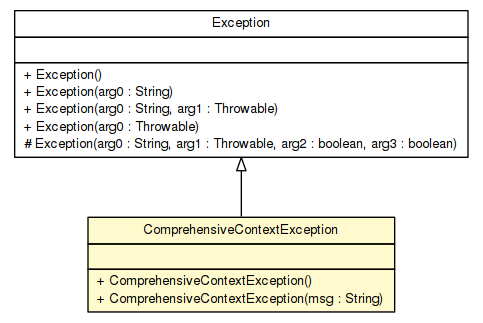 Exception
+ Exception()
+ Exception(arg0 : String)
+ Exception(arg0 : String, arg1 : Throwable)
+ Exception(arg0 : Throwable)
# Exception(arg0 : String, arg1 : Throwable, arg2 : boolean, arg3 : boolean)
ComprehensiveContextException
+ ComprehensiveContextException()
+ ComprehensiveContextException(msg : String)